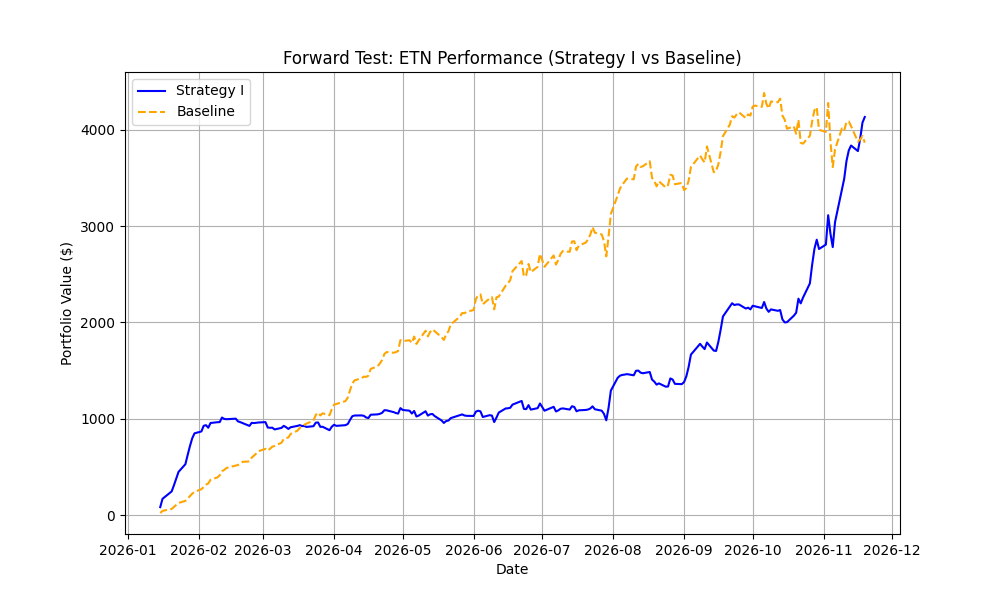 Forward Test: ETN Performance (Strategy I vs Baseline)
Strategy I
Baseline
Portfolio Value ($)
4000
3000
2000
1000
0
2026-01 2026-02 2026-03 2026-04 2026-05 2026-06 2026-07 2026-08 2026-09 2026-10 2026-11 2026-12
Date